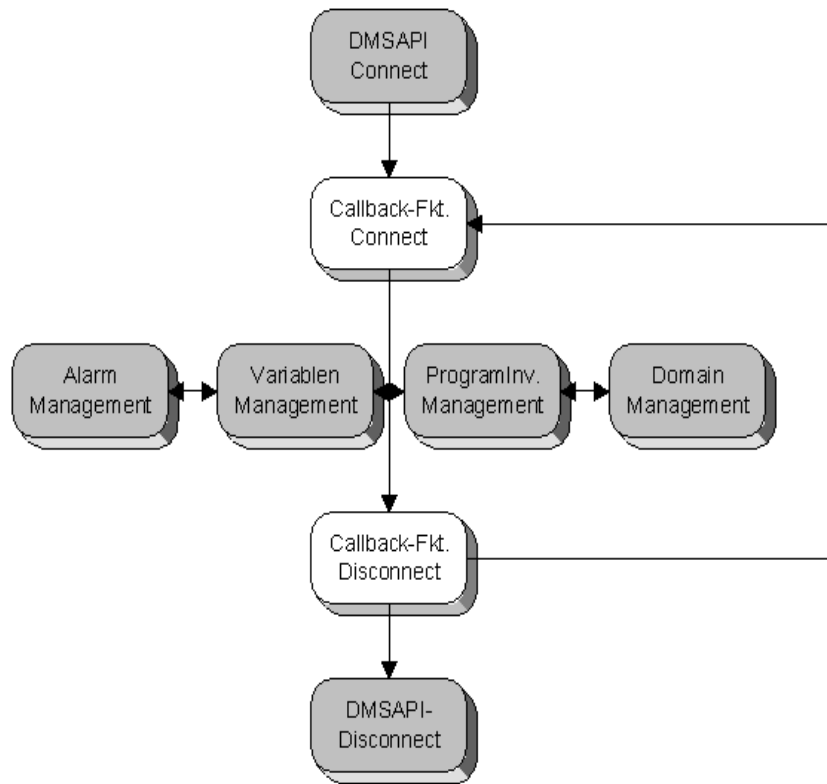 DMSAPI
Connect
Callback-Fkt.
Connect
Alarm
Management
Variablen
Management
ProgramInv.
Management
Domain
Management
Callback-Fkt.
Disconnect
DMSAPI-
Disconnect